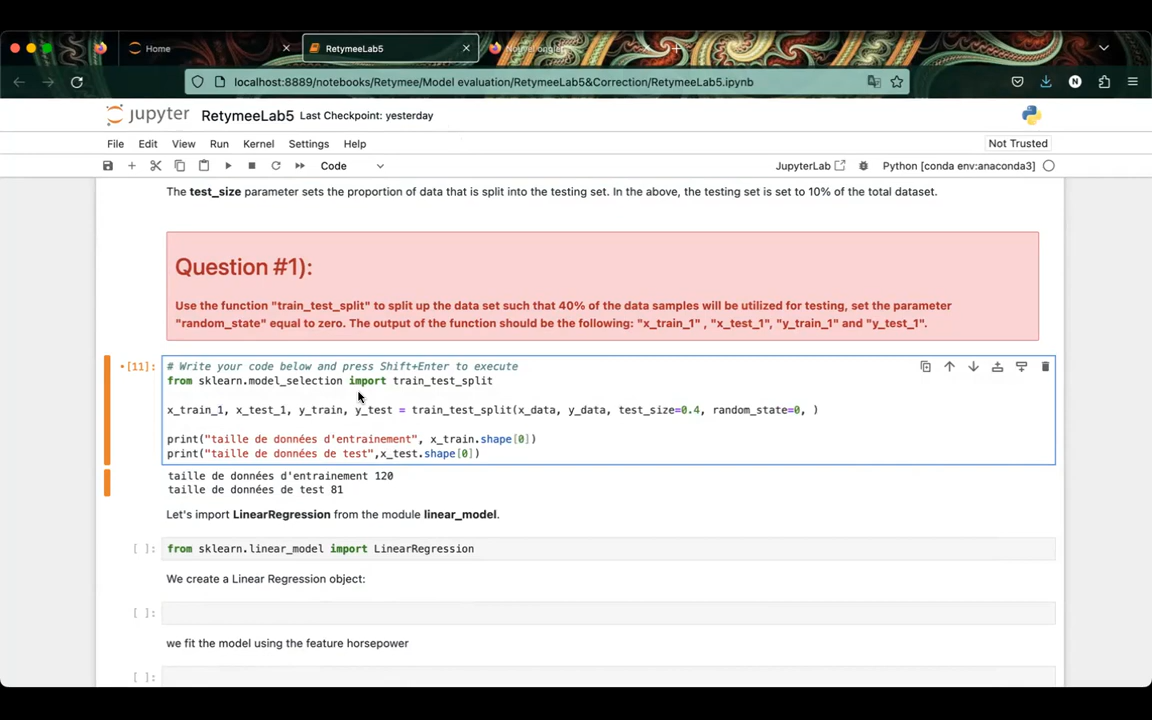 Home
RetymeeLab5
localhost:8889/notebooks/Retymee/Model evaluation/RetymeeLab5&Correction/RetymeeLab5.ipynb
jupyter RetymeeLab5 Last Checkpoint: yesterday
File Edit View Run Kernel Settings Help Not Trusted
Code JupyterLab Python [conda env:anaconda3]
The test_size parameter sets the proportion of data that is split into the testing set. In the above, the testing set is set to 10% of the total dataset.
Question #1):
Use the function "train_test_split" to split up the data set such that 40% of the data samples will be utilized for testing, set the parameter
"random_state" equal to zero. The output of the function should be the following: "x_train_1" , "x_test_1", "y_train_1" and "y_test_1".
[11]: # Write your code below and press Shift+Enter to execute
from sklearn.model_selection import train_test_split
x_train_1, x_test_1, y_train, y_test = train_test_split(x_data, y_data, test_size=0.4, random_state=0, )
print("taille de données d'entrainement", x_train.shape[0])
print("taille de données de test",x_test.shape[0])
taille de données d'entrainement 120
taille de données de test 81
Let's import LinearRegression from the module linear_model.
[ ]: from sklearn.linear_model import LinearRegression
We create a Linear Regression object:
[ ]:
we fit the model using the feature horsepower
[ ]: